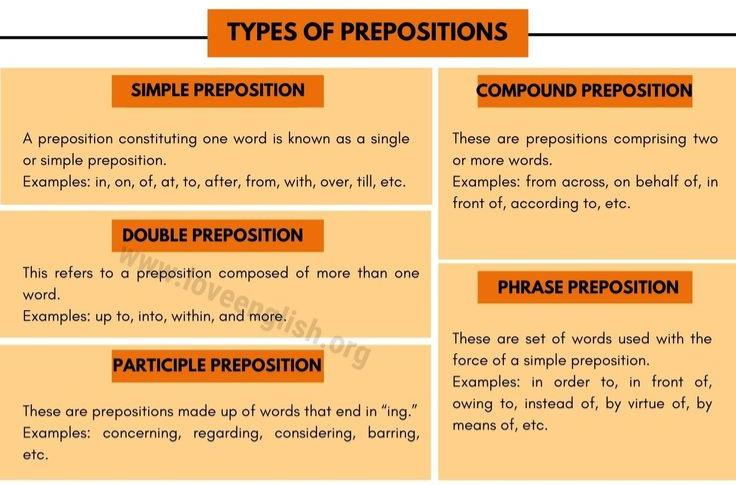 TYPES OF PREPOSITIONS
SIMPLE PREPOSITION
A preposition constituting one word is known as a single
or simple preposition.
Examples: in, on, of, at, to, after, from, with, over, till, etc.
DOUBLE PREPOSITION
This refers to a preposition composed of more than one
word.
Examples: up to, into, within, and more.
PARTICIPLE PREPOSITION
These are prepositions made up of words that end in “ing.”
Examples: concerning, regarding, considering, barring,
etc.
COMPOUND PREPOSITION
These are prepositions comprising two
or more words.
Examples: from across, on behalf of, in
front of, according to, etc.
PHRASE PREPOSITION
These are set of words used with the
force of a simple preposition.
Examples: in order to, in front of,
owing to, instead of, by virtue of, by
means of, etc.
www.loveenglish.org